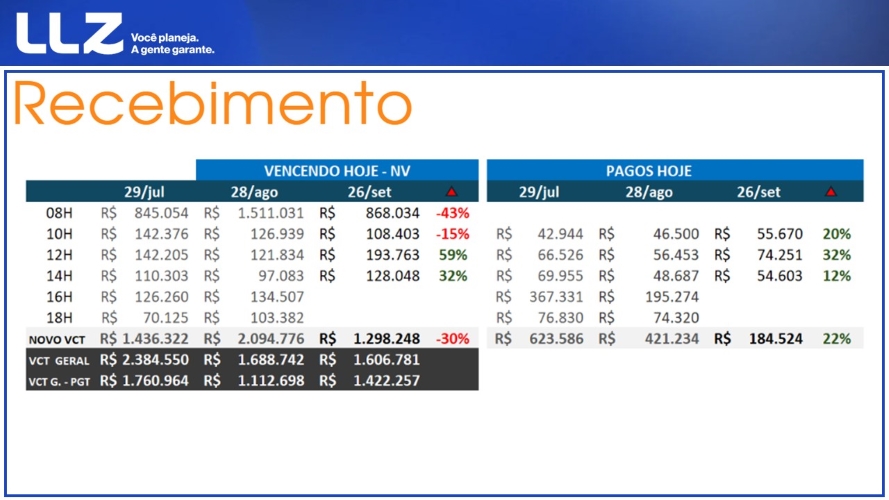 LLZ Você planeja.
A gente garante.
Recebimento
VENCENDO HOJE - NV PAGOS HOJE
29/jul 28/ago 26/set ▲ 29/jul 28/ago 26/set ▲
08H R$ 845.054 R$ 1.511.031 R$ 868.034 -43%
10H R$ 142.376 R$ 126.939 R$ 108.403 -15% R$ 42.944 R$ 46.500 R$ 55.670 20%
12H R$ 142.205 R$ 121.834 R$ 193.763 59% R$ 66.526 R$ 56.453 R$ 74.251 32%
14H R$ 110.303 R$ 97.083 R$ 128.048 32% R$ 69.955 R$ 48.687 R$ 54.603 12%
16H R$ 126.260 R$ 134.507 R$ 367.331 R$ 195.274
18H R$ 70.125 R$ 103.382 R$ 76.830 R$ 74.320
NOVO VCT R$ 1.436.322 R$ 2.094.776 R$ 1.298.248 -30% R$ 623.586 R$ 421.234 R$ 184.524 22%
VCT GERAL R$ 2.384.550 R$ 1.688.742 R$ 1.606.781
VCT G. - PGT R$ 1.760.964 R$ 1.112.698 R$ 1.422.257